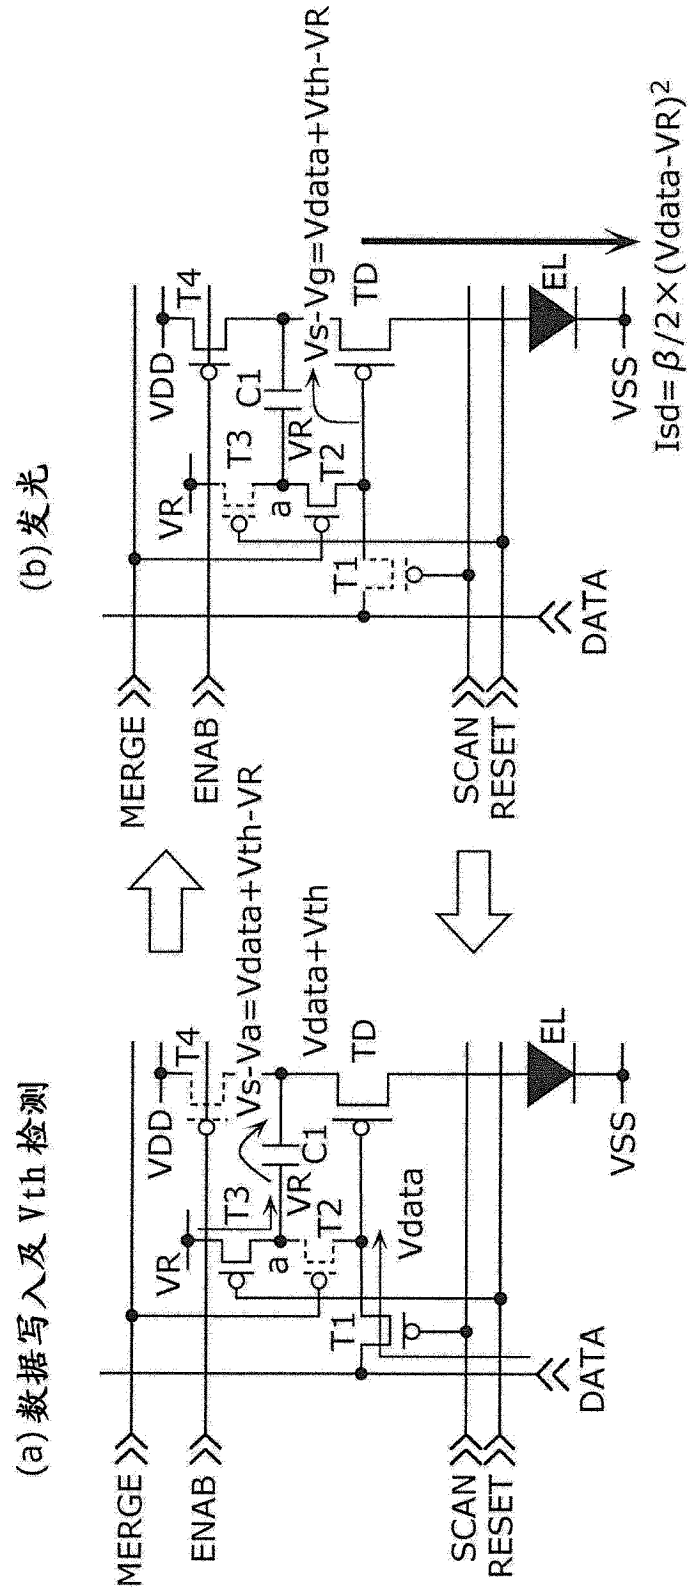 (a) 数据写入及 Vth 检测
MERGE
ENAB
VDD
T4
Vs-Va=Vdata+Vth-VR
VR
T3
VR
C1
Vdata+Vth
a
T2
TD
T1
Vdata
SCAN
RESET
DATA
EL
VSS
(b) 发光
MERGE
ENAB
VDD
T4
VR
T3
C1
Vs-Vg=Vdata+Vth-VR
VR
a
T2
TD
T1
SCAN
RESET
DATA
EL
VSS
Isd=β/2×(Vdata-VR)²